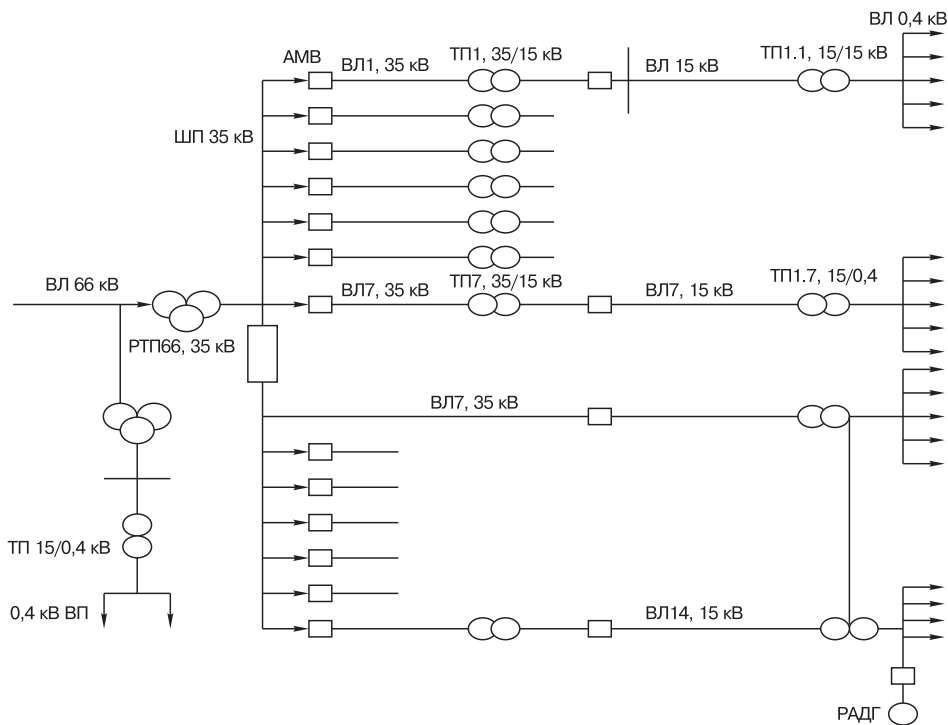 ВЛ 0,4 кВ
АМВ
ВЛ1, 35 кВ
ТП1, 35/15 кВ
ВЛ 15 кВ
ТП1.1, 15/15 кВ
ШП 35 кВ
ВЛ 66 кВ
ВЛ7, 35 кВ
ТП7, 35/15 кВ
ВЛ7, 15 кВ
ТП1.7, 15/0,4
РТП66, 35 кВ
ВЛ7, 35 кВ
ТП 15/0,4 кВ
0,4 кВ ВП
ВЛ14, 15 кВ
РАДГ